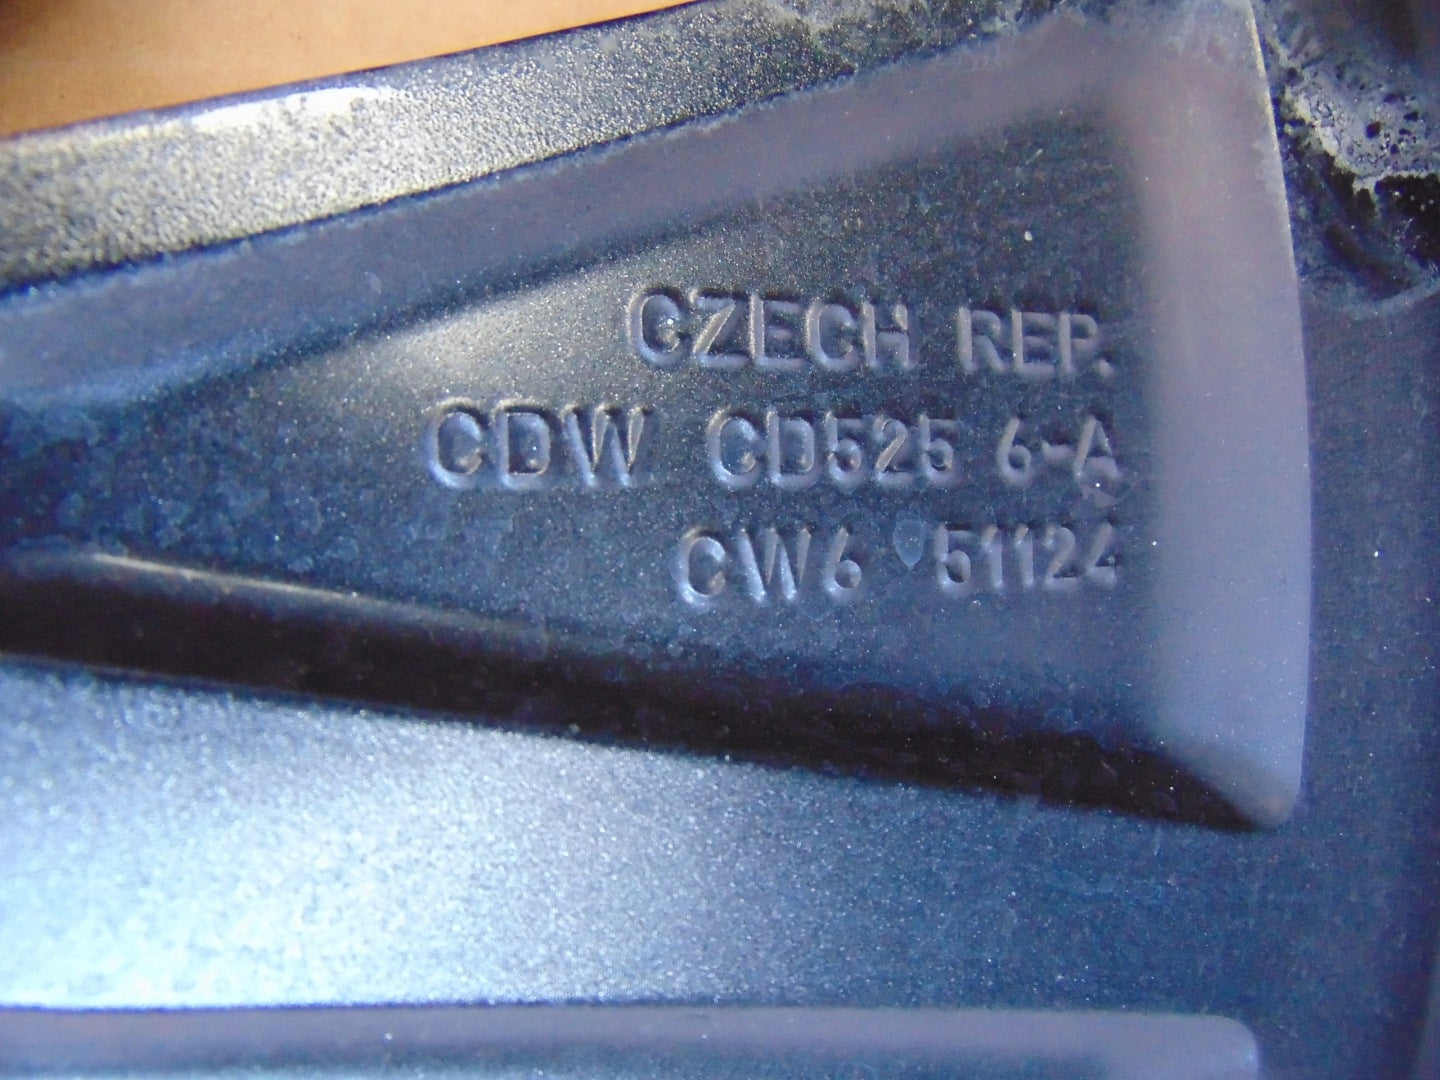 CZECH REP.
CDW CD525 6-A
CW6 51124